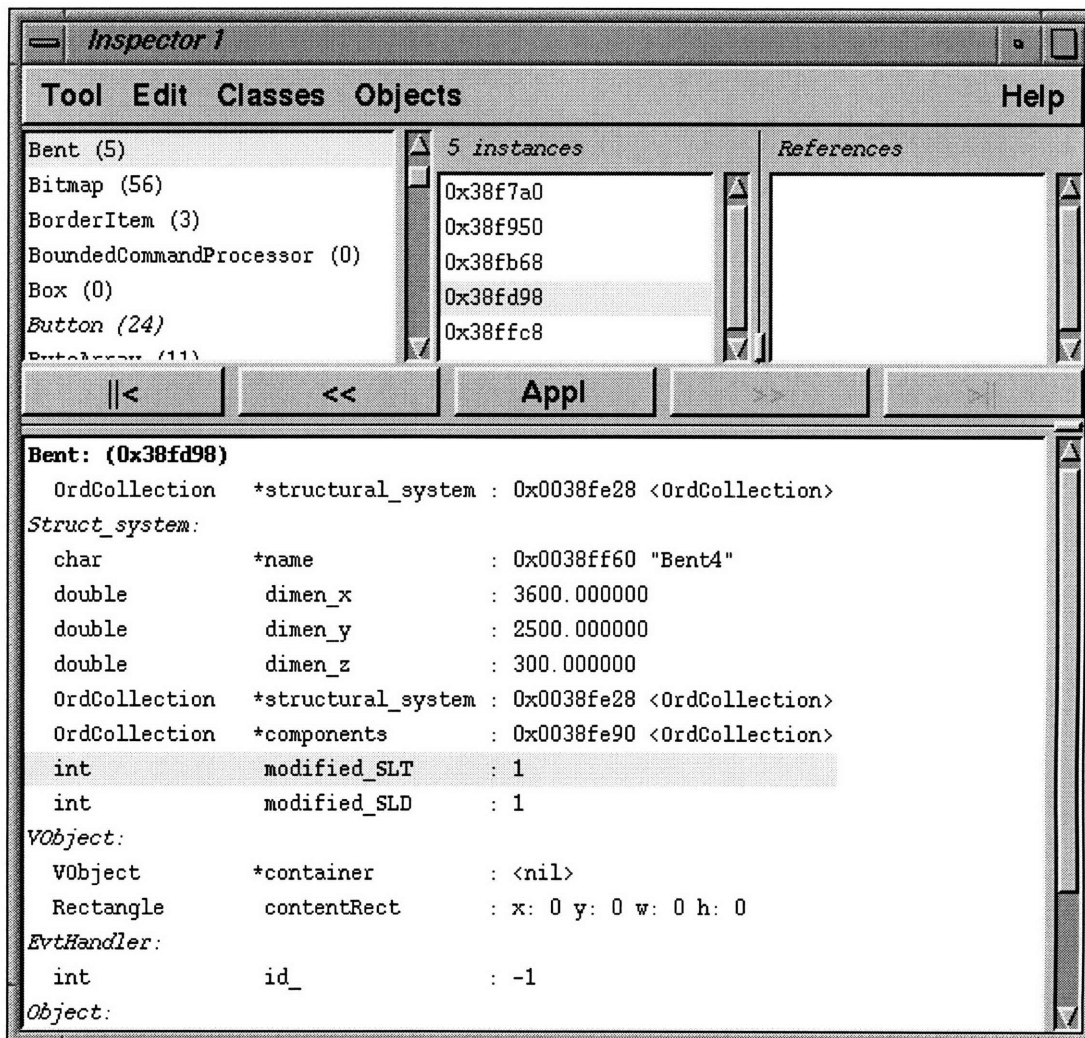 Inspector 1
Tool Edit Classes Objects Help
Bent (5)
Bitmap (56)
BorderItem (3)
BoundedCommandProcessor (0)
Box (0)
Button (24)
ByteArray (11)
5 instances
0x38f7a0
0x38f950
0x38fb68
0x38fd98
0x38ffc8
References
||< << Appl >> >||
Bent: (0x38fd98)
OrdCollection *structural_system : 0x0038fe28 <OrdCollection>
Struct_system:
char *name : 0x0038ff60 "Bent4"
double dimen_x : 3600.000000
double dimen_y : 2500.000000
double dimen_z : 300.000000
OrdCollection *structural_system : 0x0038fe28 <OrdCollection>
OrdCollection *components : 0x0038fe90 <OrdCollection>
int modified_SLT : 1
int modified_SLD : 1
VObject:
VObject *container : <nil>
Rectangle contentRect : x: 0 y: 0 w: 0 h: 0
EvtHandler:
int id_ : -1
Object: